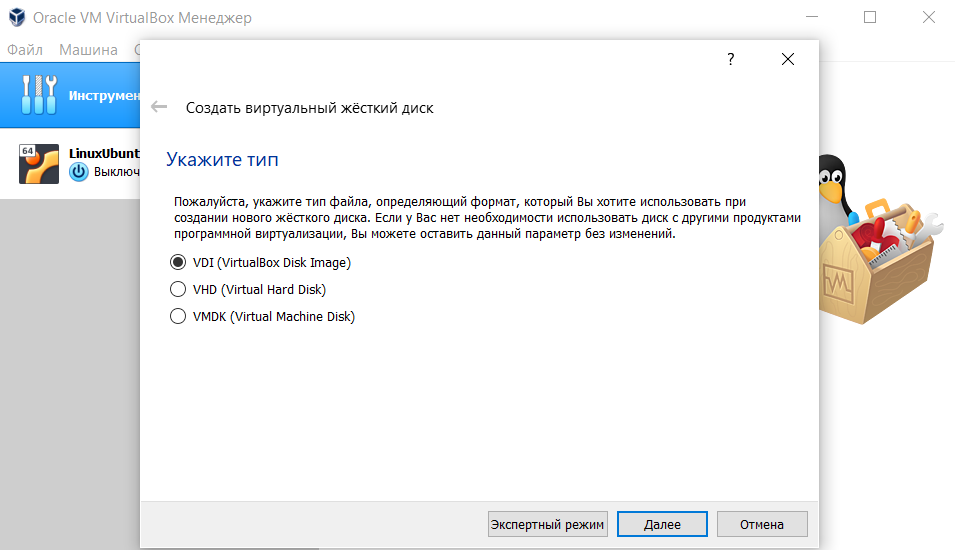 Oracle VM VirtualBox Менеджер
Файл Машина
?
Создать виртуальный жёсткий диск
64
Укажите тип
Пожалуйста, укажите тип файла, определяющий формат, который Вы хотите использовать при
создании нового жёсткого диска. Если у Вас нет необходимости использовать диск с другими продуктами
программной виртуализации, Вы можете оставить данный параметр без изменений.
VDI (VirtualBox Disk Image)
VHD (Virtual Hard Disk)
VMDK (Virtual Machine Disk)
Экспертный режим Далее Отмена